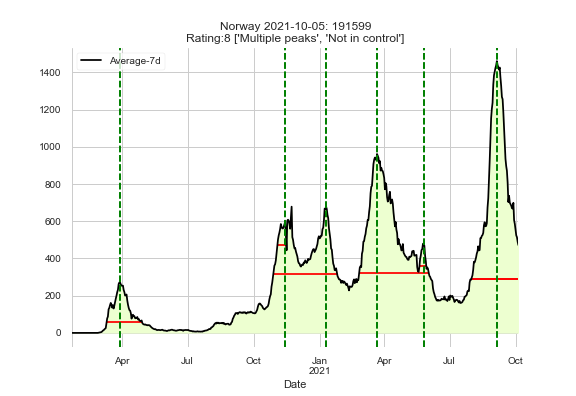 Norway 2021-10-05: 191599
Rating:8 ['Multiple peaks', 'Not in control']
Average-7d
1400
1200
1000
800
600
400
200
0
Apr
Jul
Oct
Jan
2021
Apr
Jul
Oct
Date